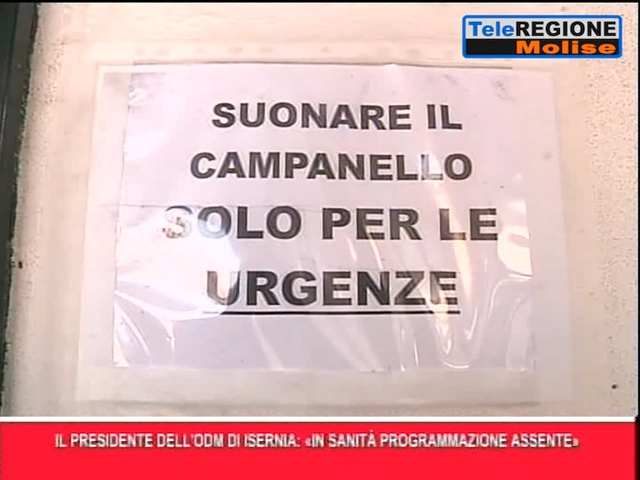 TeleREGIONE
Molise
SUONARE IL
CAMPANELLO
SOLO PER LE
URGENZE
IL PRESIDENTE DELL'ODM DI ISERNIA: «IN SANITÀ PROGRAMMAZIONE ASSENTE»